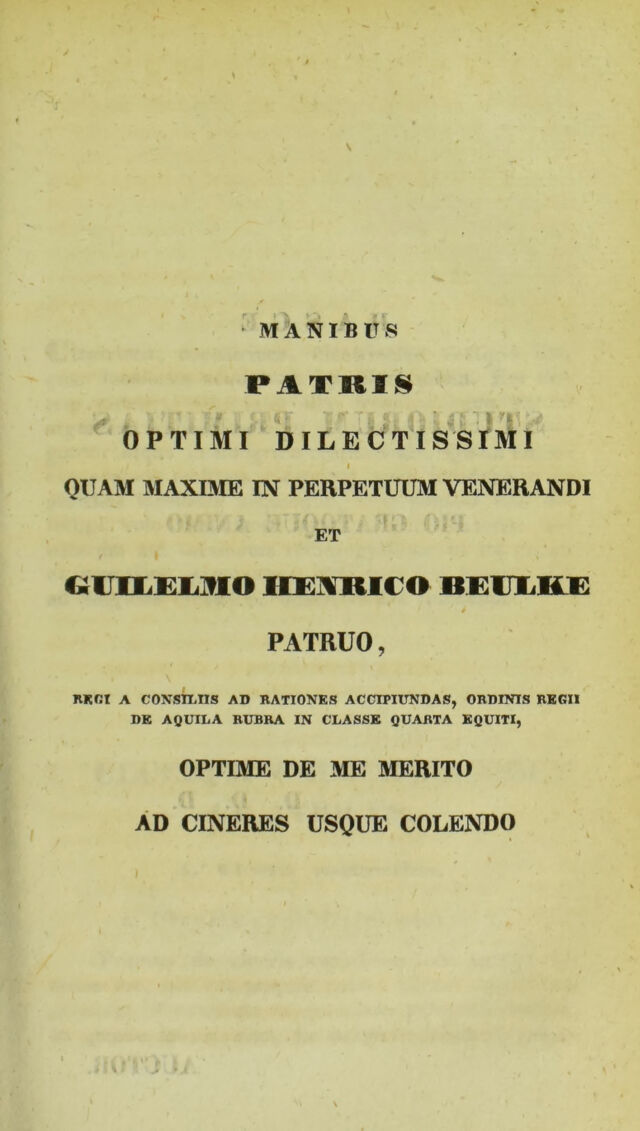 MANIBUS
PATRIS
OPTIMI DILECTISSIMI
QUAM MAXIME IN PERPETUUM VENERANDI
ET
GUILELMO HENRICO BEULKE
PATRUO,
REGI A CONSILIIS AD RATIONES ACCIPIUNDAS, ORDINIS REGII
DE AQUILA RUBRA IN CLASSE QUARTA EQUITI,
OPTIME DE ME MERITO
AD CINERES USQUE COLENDO